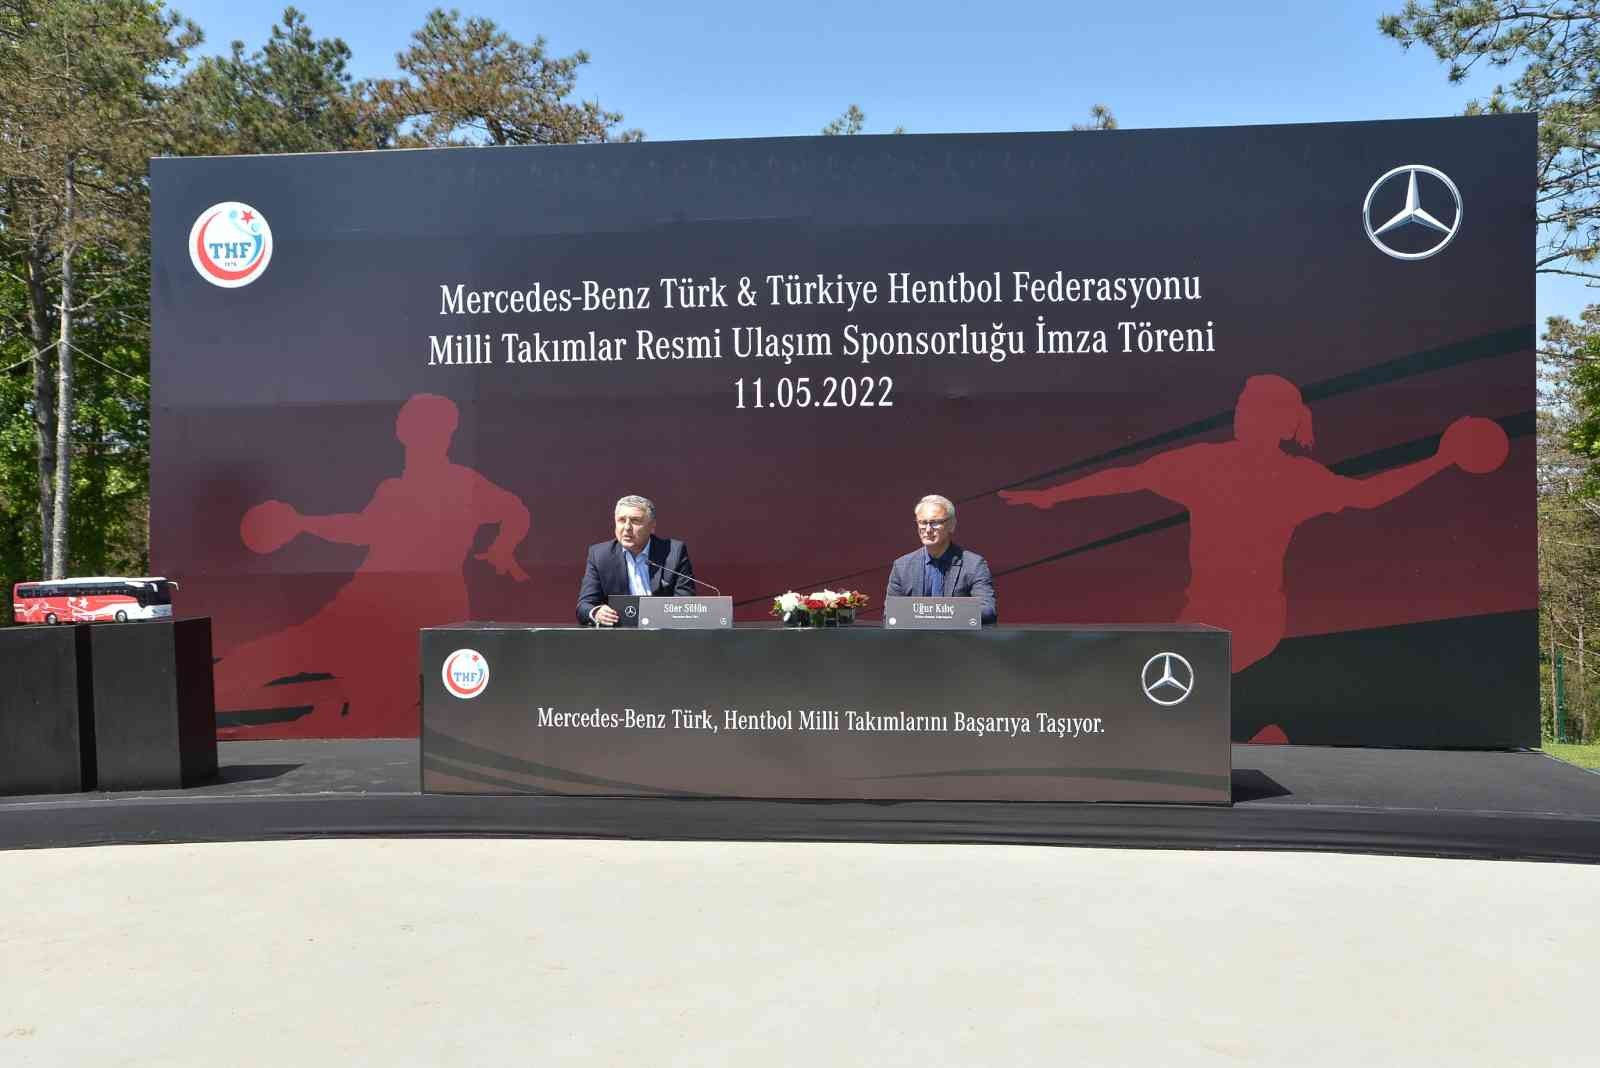 THF
Mercedes-Benz Türk & Türkiye Hentbol Federasyonu
Milli Takımlar Resmi Ulaşım Sponsorluğu İmza Töreni
11.05.2022
Süer Sülün
Uğur Kılıç
THF
Mercedes-Benz Türk, Hentbol Milli Takımlarını Başarıya Taşıyor.